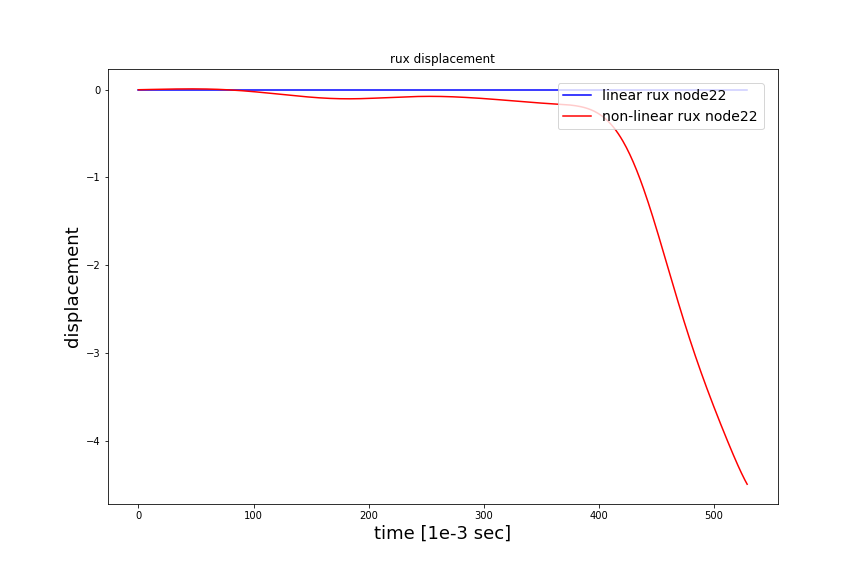 rux displacement
linear rux node22
non-linear rux node22
displacement
0
−1
−2
−3
−4
0 100 200 300 400 500
time [1e-3 sec]